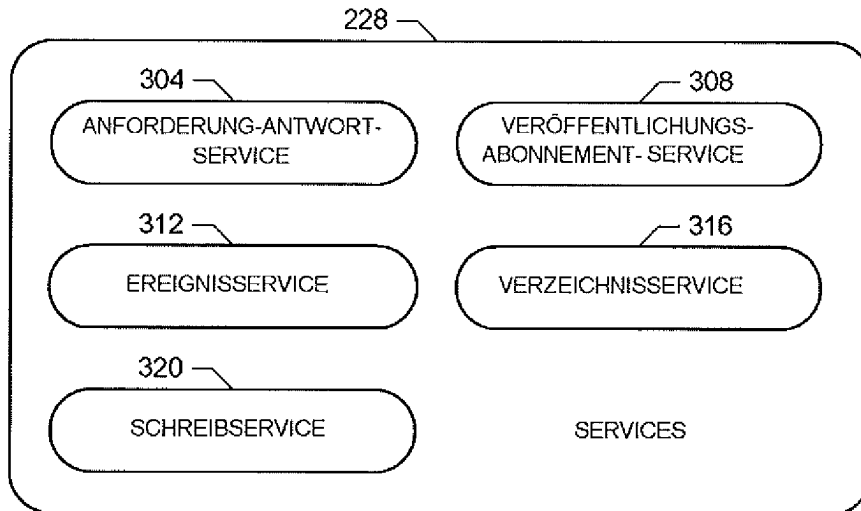 228
304
308
ANFORDERUNG-ANTWORT-
SERVICE
VERÖFFENTLICHUNGS-
ABONNEMENT- SERVICE
312
316
EREIGNISSERVICE
VERZEICHNISSERVICE
320
SCHREIBSERVICE
SERVICES